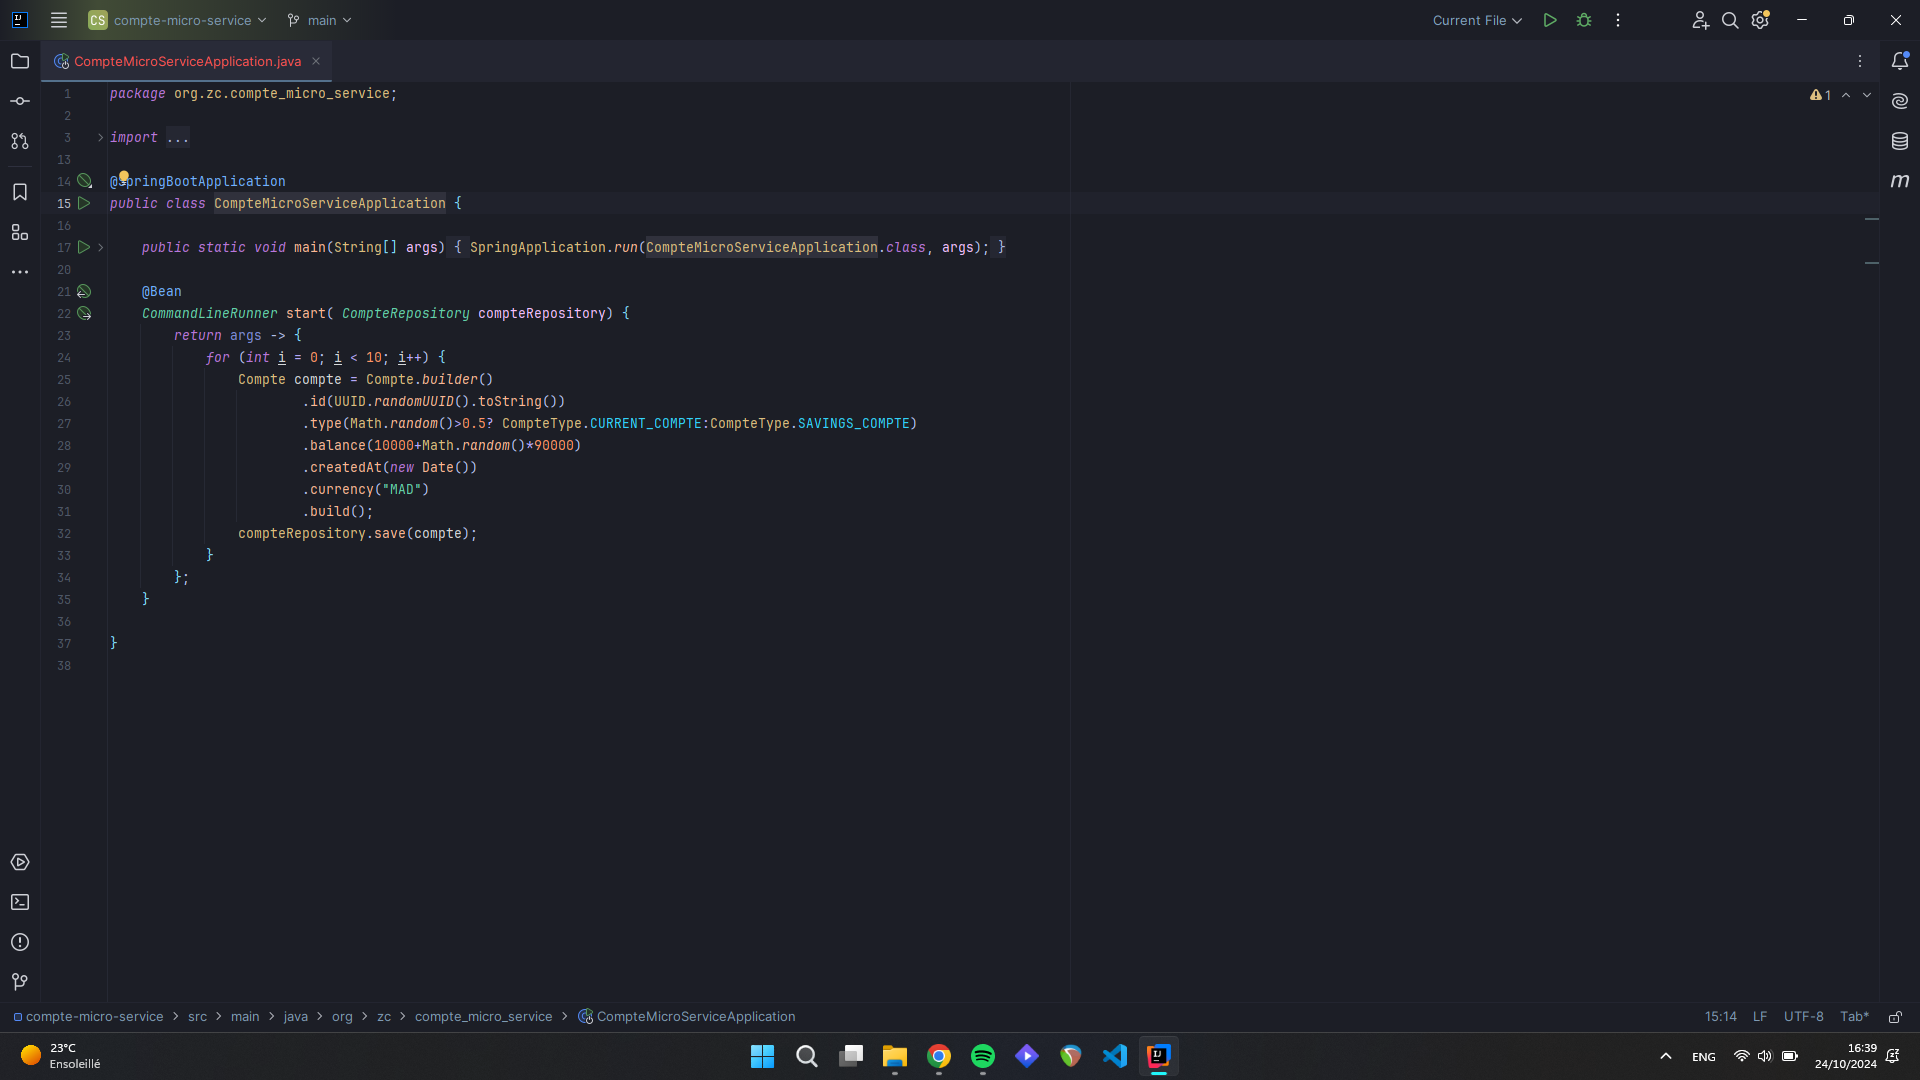 CS compte-micro-service main Current File
CompteMicroServiceApplication.java
1 package org.zc.compte_micro_service;
1
2
3 import ...
13
14 @SpringBootApplication
15 public class CompteMicroServiceApplication {
16
17 public static void main(String[] args) { SpringApplication.run(CompteMicroServiceApplication.class, args); }
20
21 @Bean
22 CommandLineRunner start( CompteRepository compteRepository) {
23 return args -> {
24 for (int i = 0; i < 10; i++) {
25 Compte compte = Compte.builder()
26 .id(UUID.randomUUID().toString())
27 .type(Math.random()>0.5? CompteType.CURRENT_COMPTE:CompteType.SAVINGS_COMPTE)
28 .balance(10000+Math.random()*90000)
29 .createdAt(new Date())
30 .currency("MAD")
31 .build();
32 compteRepository.save(compte);
33 }
34 };
35 }
36
37 }
38
compte-micro-service > src > main > java > org > zc > compte_micro_service > CompteMicroServiceApplication 15:14 LF UTF-8 Tab*
23°C
Ensoleillé
ENG
16:39
24/10/2024